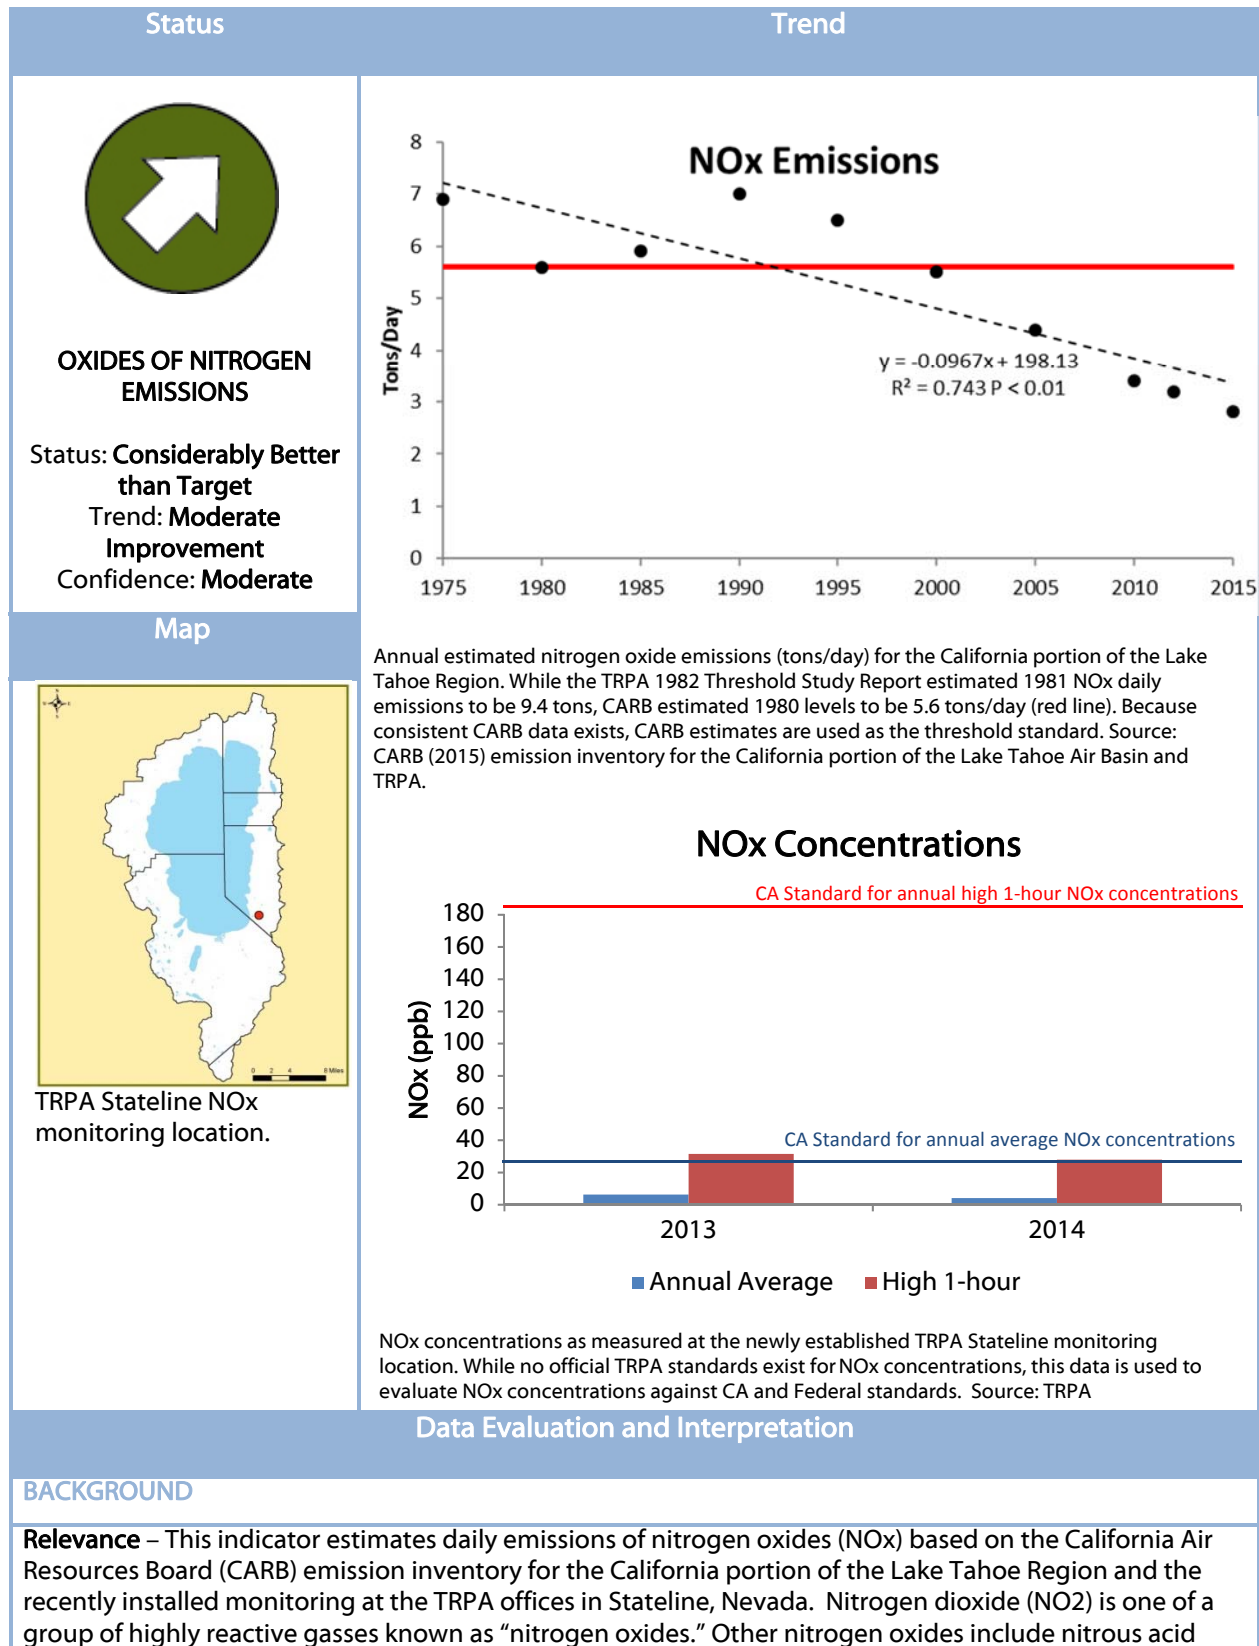 Status
Trend
OXIDES OF NITROGEN
EMISSIONS
Status: Considerably Better
than Target
Trend: Moderate
Improvement
Confidence: Moderate
NOx Emissions
Tons/Day
8
7
6
5
4
3
2
1
0
y = -0.0967x + 198.13
R² = 0.743 P < 0.01
1975 1980 1985 1990 1995 2000 2005 2010 2015
Map
N
0 2 4 8 Miles
TRPA Stateline NOx
monitoring location.
Annual estimated nitrogen oxide emissions (tons/day) for the California portion of the Lake
Tahoe Region. While the TRPA 1982 Threshold Study Report estimated 1981 NOx daily
emissions to be 9.4 tons, CARB estimated 1980 levels to be 5.6 tons/day (red line). Because
consistent CARB data exists, CARB estimates are used as the threshold standard. Source:
CARB (2015) emission inventory for the California portion of the Lake Tahoe Air Basin and
TRPA.
NOx Concentrations
CA Standard for annual high 1-hour NOx concentrations
NOx (ppb)
180
160
140
120
100
80
60
40
20
0
CA Standard for annual average NOx concentrations
2013 2014
Annual Average High 1-hour
NOx concentrations as measured at the newly established TRPA Stateline monitoring
location. While no official TRPA standards exist for NOx concentrations, this data is used to
evaluate NOx concentrations against CA and Federal standards. Source: TRPA
Data Evaluation and Interpretation
BACKGROUND
Relevance – This indicator estimates daily emissions of nitrogen oxides (NOx) based on the California Air
Resources Board (CARB) emission inventory for the California portion of the Lake Tahoe Region and the
recently installed monitoring at the TRPA offices in Stateline, Nevada. Nitrogen dioxide (NO2) is one of a
group of highly reactive gasses known as “nitrogen oxides.” Other nitrogen oxides include nitrous acid